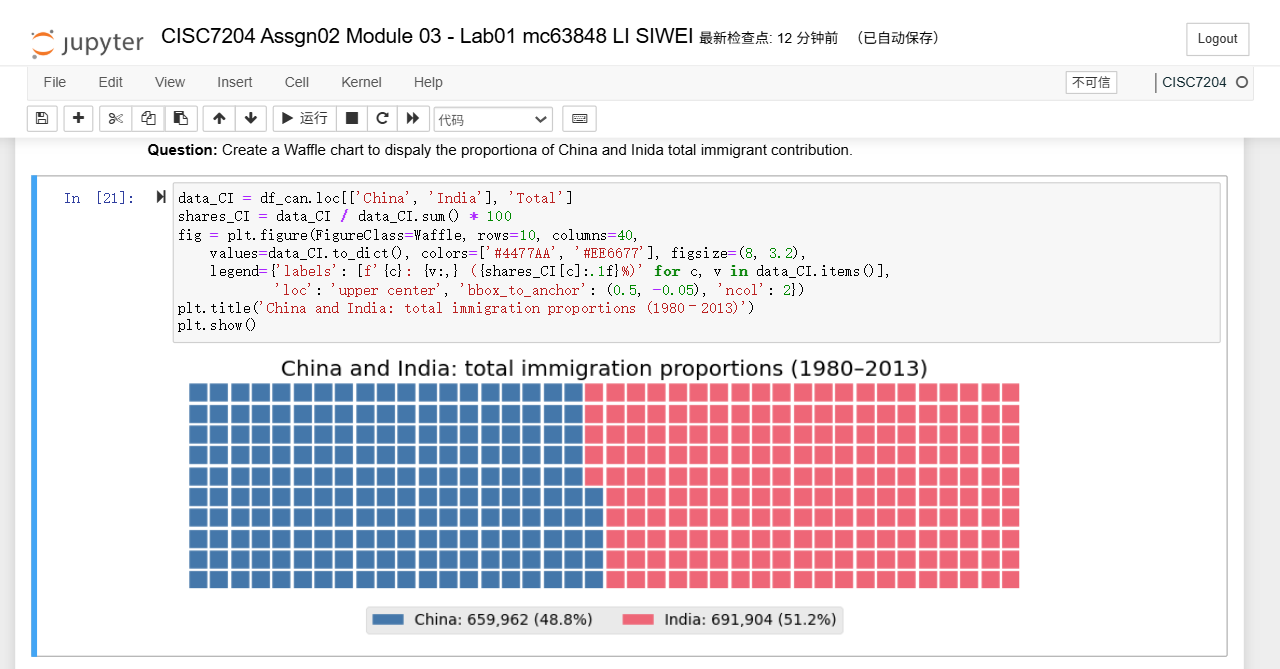 jupyter CISC7204 Assgn02 Module 03 - Lab01 mc63848 LI SIWEI 最新检查点: 12 分钟前 （已自动保存） Logout
File Edit View Insert Cell Kernel Help 不可信 CISC7204
运行 代码
Question: Create a Waffle chart to dispaly the proportiona of China and Inida total immigrant contribution.
In [21]: data_CI = df_can.loc[['China', 'India'], 'Total']
shares_CI = data_CI / data_CI.sum() * 100
fig = plt.figure(FigureClass=Waffle, rows=10, columns=40,
values=data_CI.to_dict(), colors=['#4477AA', '#EE6677'], figsize=(8, 3.2),
legend={'labels': [f'{c}: {v:,} ({shares_CI[c]:.1f}%)' for c, v in data_CI.items()],
'loc': 'upper center', 'bbox_to_anchor': (0.5, -0.05), 'ncol': 2})
plt.title('China and India: total immigration proportions (1980–2013)')
plt.show()
China and India: total immigration proportions (1980–2013)
China: 659,962 (48.8%) India: 691,904 (51.2%)